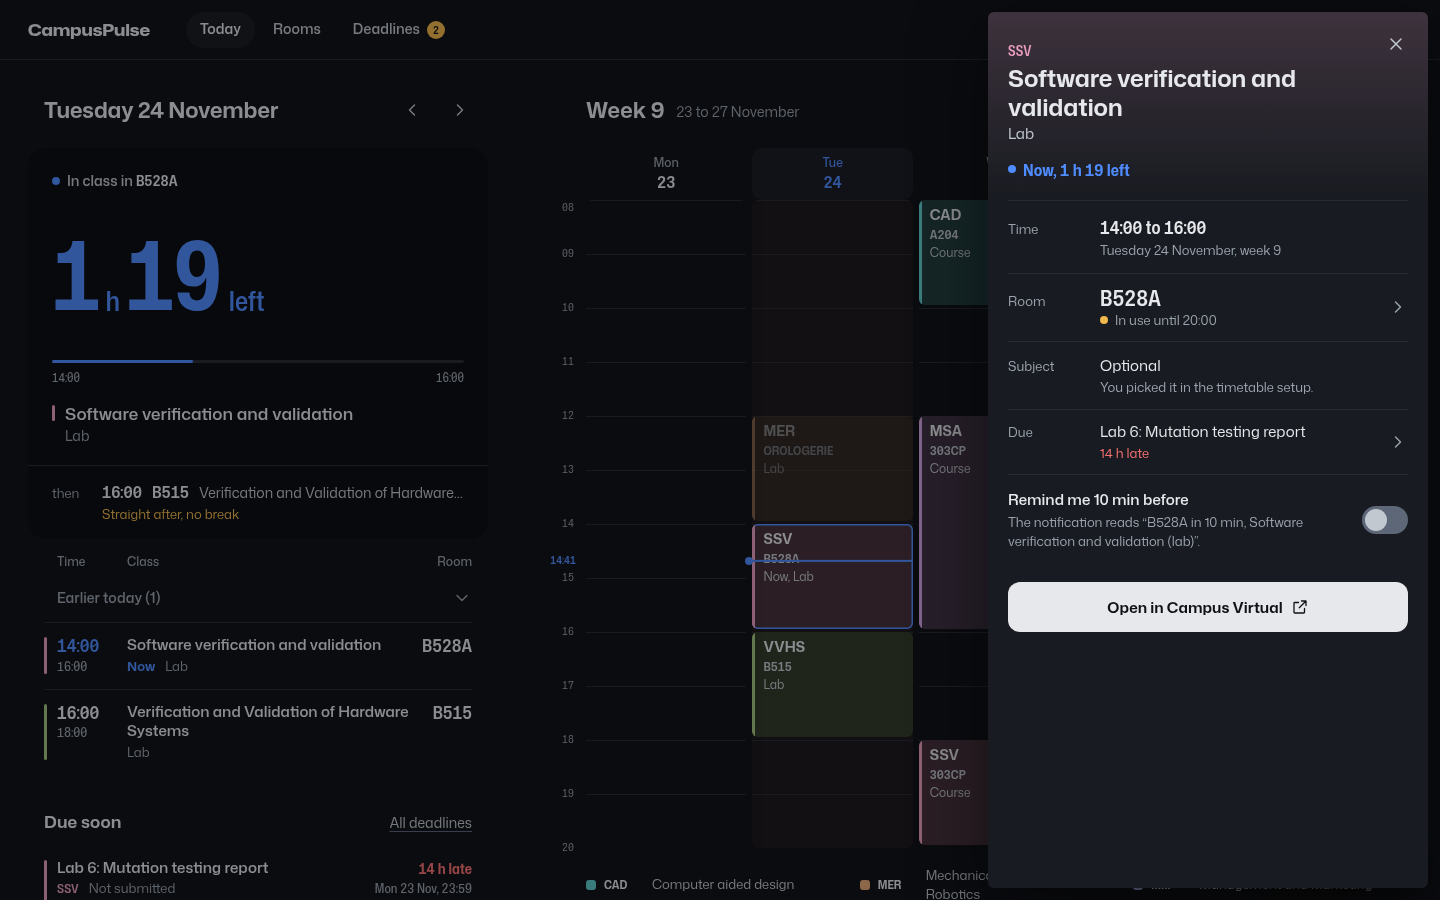 CampusPulse
Today
Rooms
Deadlines 2
Tuesday 24 November
In class in B528A
1 h 19 left
14:00 16:00
Software verification and validation
Lab
then 16:00 B515 Verification and Validation of Hardware...
Straight after, no break
Time Class Room
Earlier today (1)
14:00 Software verification and validation B528A
16:00 Now Lab
16:00 Verification and Validation of Hardware B515
18:00 Systems
Lab
Due soon All deadlines
Lab 6: Mutation testing report 14 h late
SSV Not submitted Mon 23 Nov, 23:59
Week 9 23 to 27 November
Mon
23
Tue
24
08
09
10
11
12
13
14
14:41
15
16
17
18
19
20
MER
OROLOGERIE
Lab
SSV
B528A
Now, Lab
VVHS
B515
Lab
CAD
A204
Course
MSA
303CP
Course
SSV
303CP
Course
CAD Computer aided design
MER Mechanic
Robotics
Management and Marketing
SSV
Software verification and
validation
Lab
Now, 1 h 19 left
Time 14:00 to 16:00
Tuesday 24 November, week 9
Room B528A
In use until 20:00
Subject Optional
You picked it in the timetable setup.
Due Lab 6: Mutation testing report
14 h late
Remind me 10 min before
The notification reads “B528A in 10 min, Software
verification and validation (lab)”.
Open in Campus Virtual